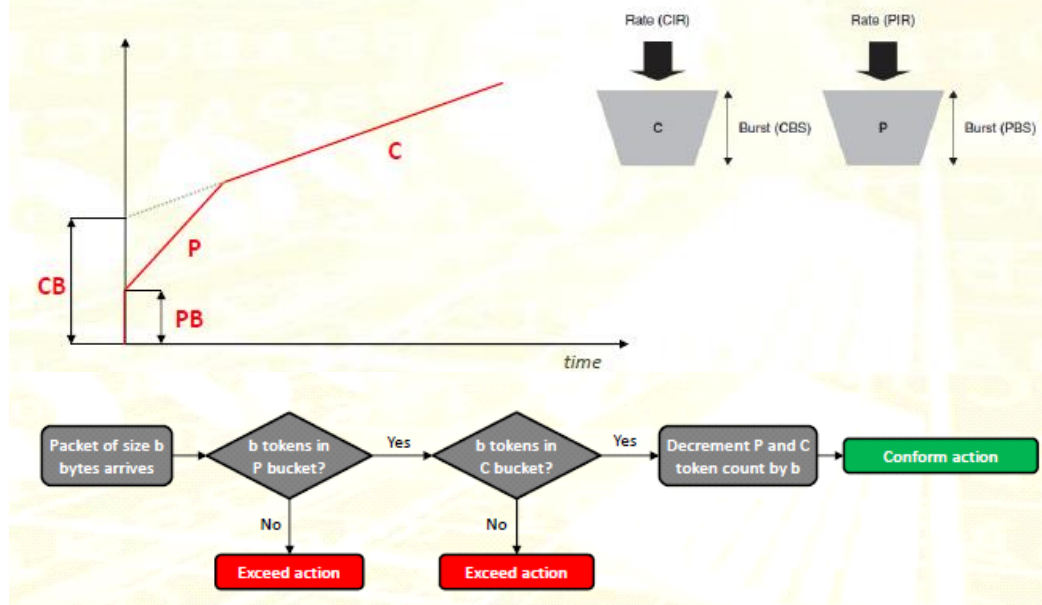 Rate (CIR)
Rate (PIR)
C
Burst (CBS)
P
Burst (PBS)
C
P
CB
PB
time
Packet of size b
bytes arrives
b tokens in
P bucket?
Yes
b tokens in
C bucket?
Yes
Decrement P and C
token count by b
Conform action
No
No
Exceed action
Exceed action